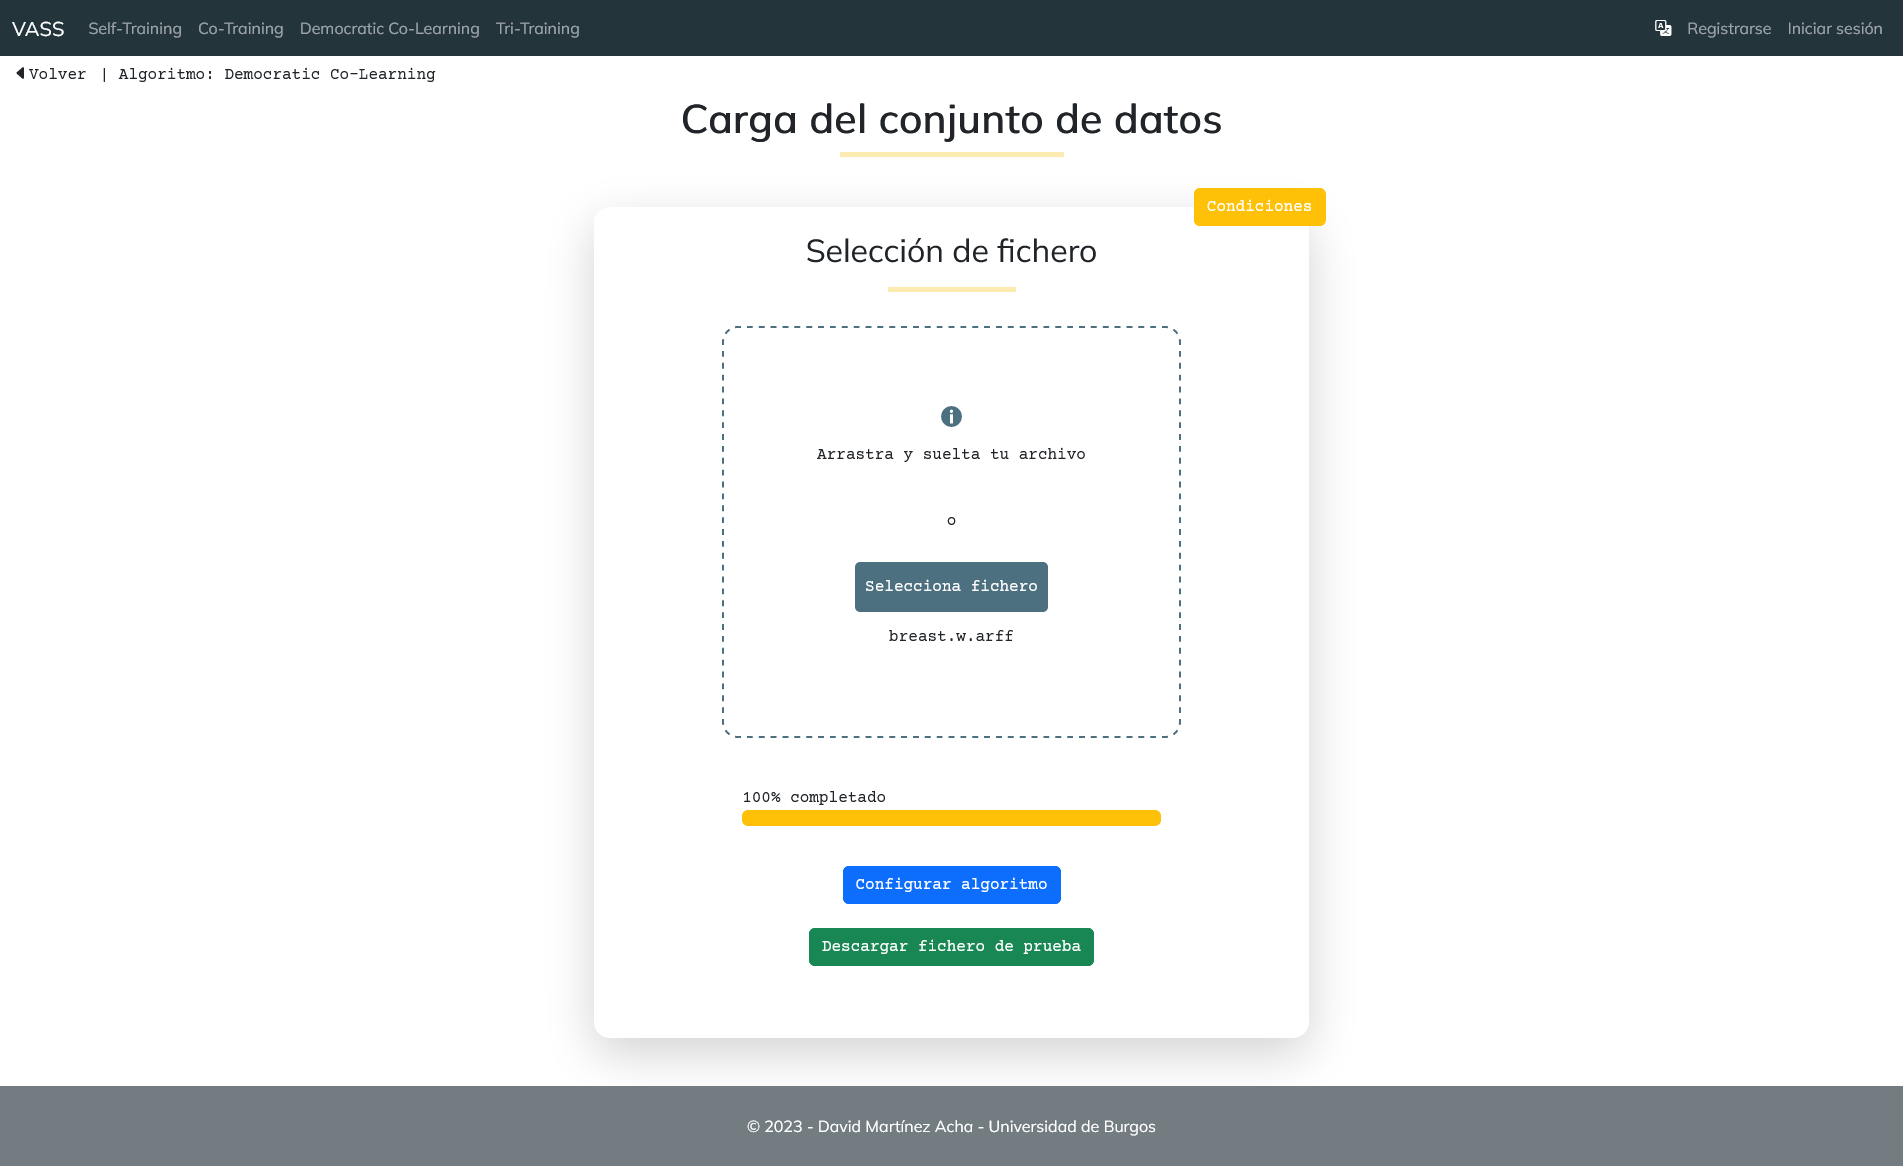 VASS Self-Training Co-Training Democratic Co-Learning Tri-Training Registrarse Iniciar sesión
Volver | Algoritmo: Democratic Co-Learning
Carga del conjunto de datos
Condiciones
Selección de fichero
Arrastra y suelta tu archivo
o
Selecciona fichero
breast.w.arff
100% completado
Configurar algoritmo
Descargar fichero de prueba
© 2023 - David Martínez Acha - Universidad de Burgos